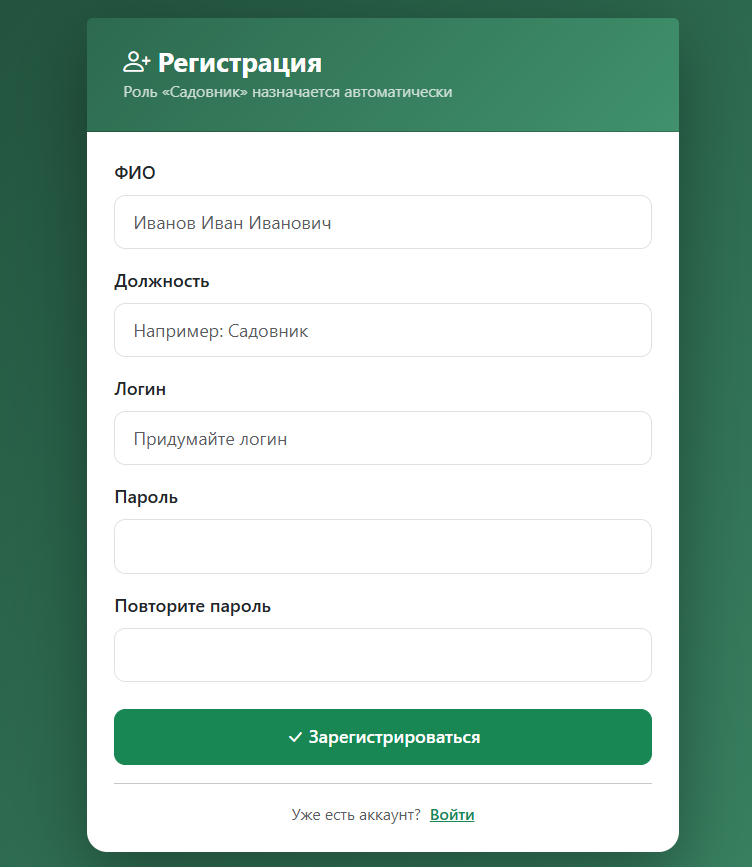 Регистрация
Роль «Садовник» назначается автоматически
ФИО
Иванов Иван Иванович
Должность
Например: Садовник
Логин
Придумайте логин
Пароль
Повторите пароль
Зарегистрироваться
Уже есть аккаунт? Войти